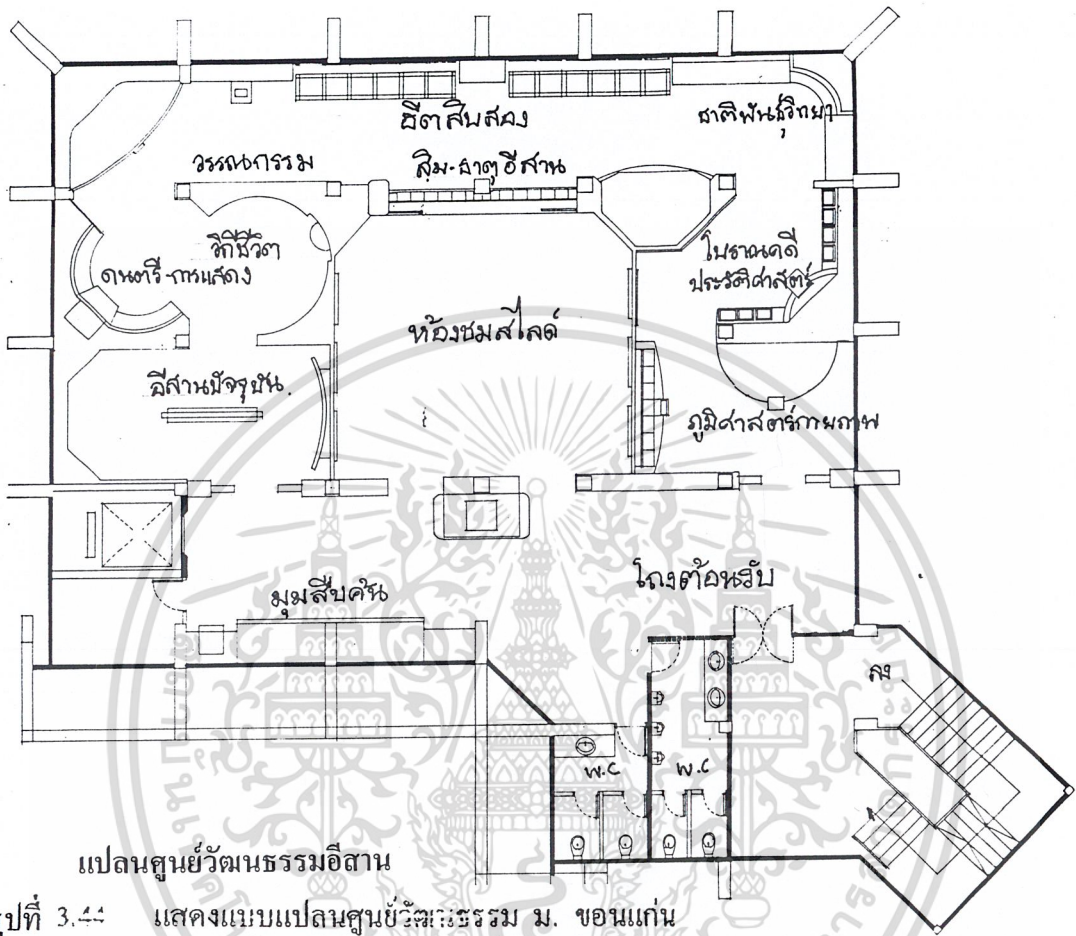 ฮีตสิบสอง
ชาติพันธุ์วิทยา
วรรณกรรม
สิม-ธาตุอีสาน
วิถีชีวิต
ดนตรี-การแสดง
โบราณคดี
ประวัติศาสตร์
ห้องชมสไลด์
อีสานปัจจุบัน.
ภูมิศาสตร์กายภาพ
โถงต้อนรับ
มุมสืบค้น
ลง
W.C
W.C
แปลนศูนย์วัฒนธรรมอีสาน
รูปที่ 3.44 แสดงแบบแปลนศูนย์วัฒนธรรม ม. ขอนแก่น